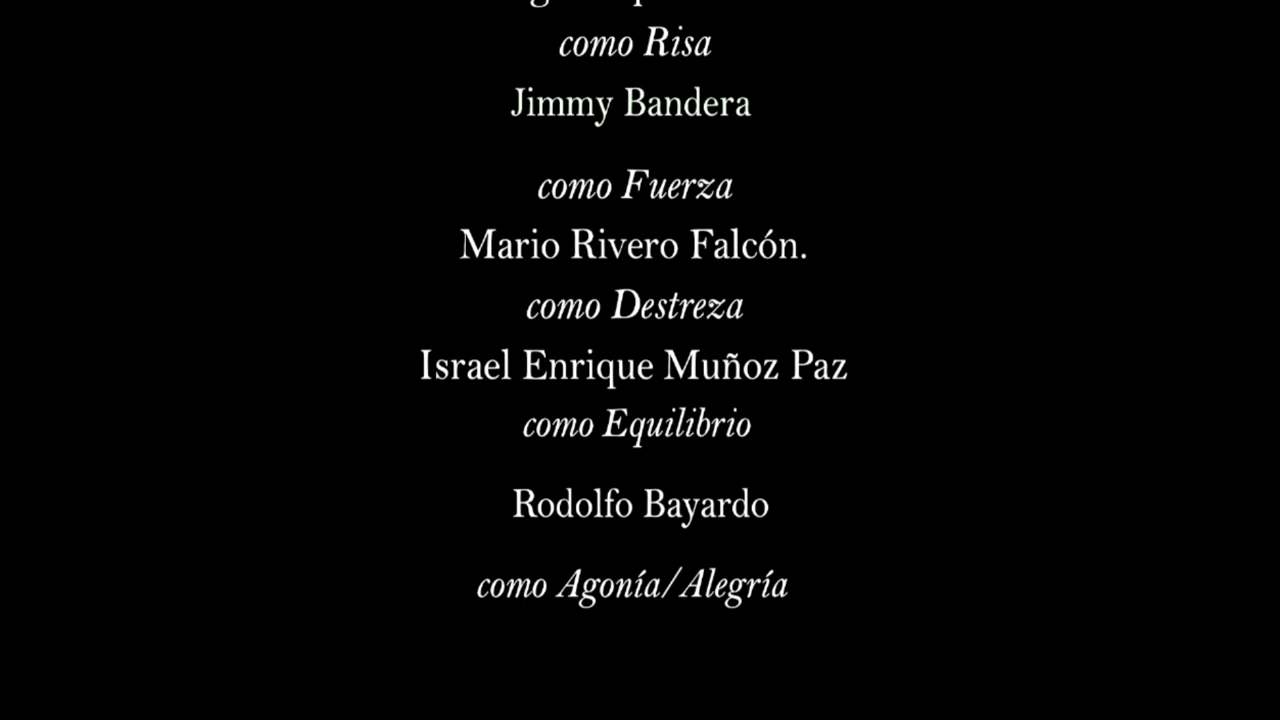 como Risa
Jimmy Bandera
como Fuerza
Mario Rivero Falcón.
como Destreza
Israel Enrique Muñoz Paz
como Equilibrio
Rodolfo Bayardo
como Agonía/Alegría